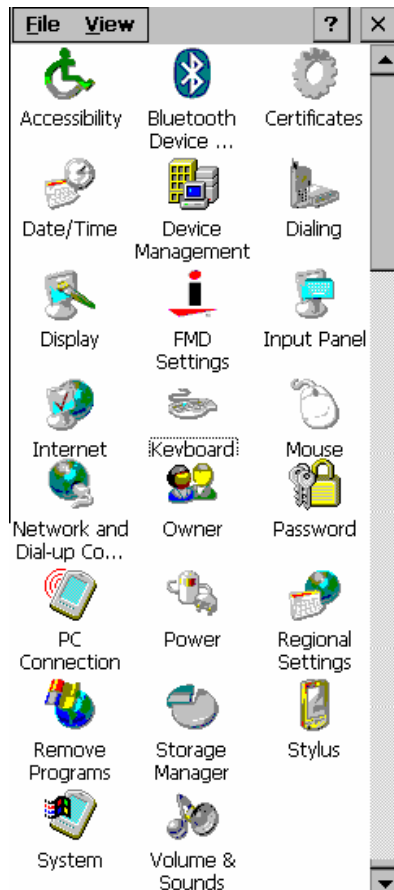 File View ? ×
Accessibility Bluetooth Certificates
Device ...
Date/Time Device Dialing
Management
Display FMD Input Panel
Settings
Internet Keyboard Mouse
Network and Owner Password
Dial-up Co...
PC Power Regional
Connection Settings
Remove Storage Stylus
Programs Manager
System Volume &
Sounds